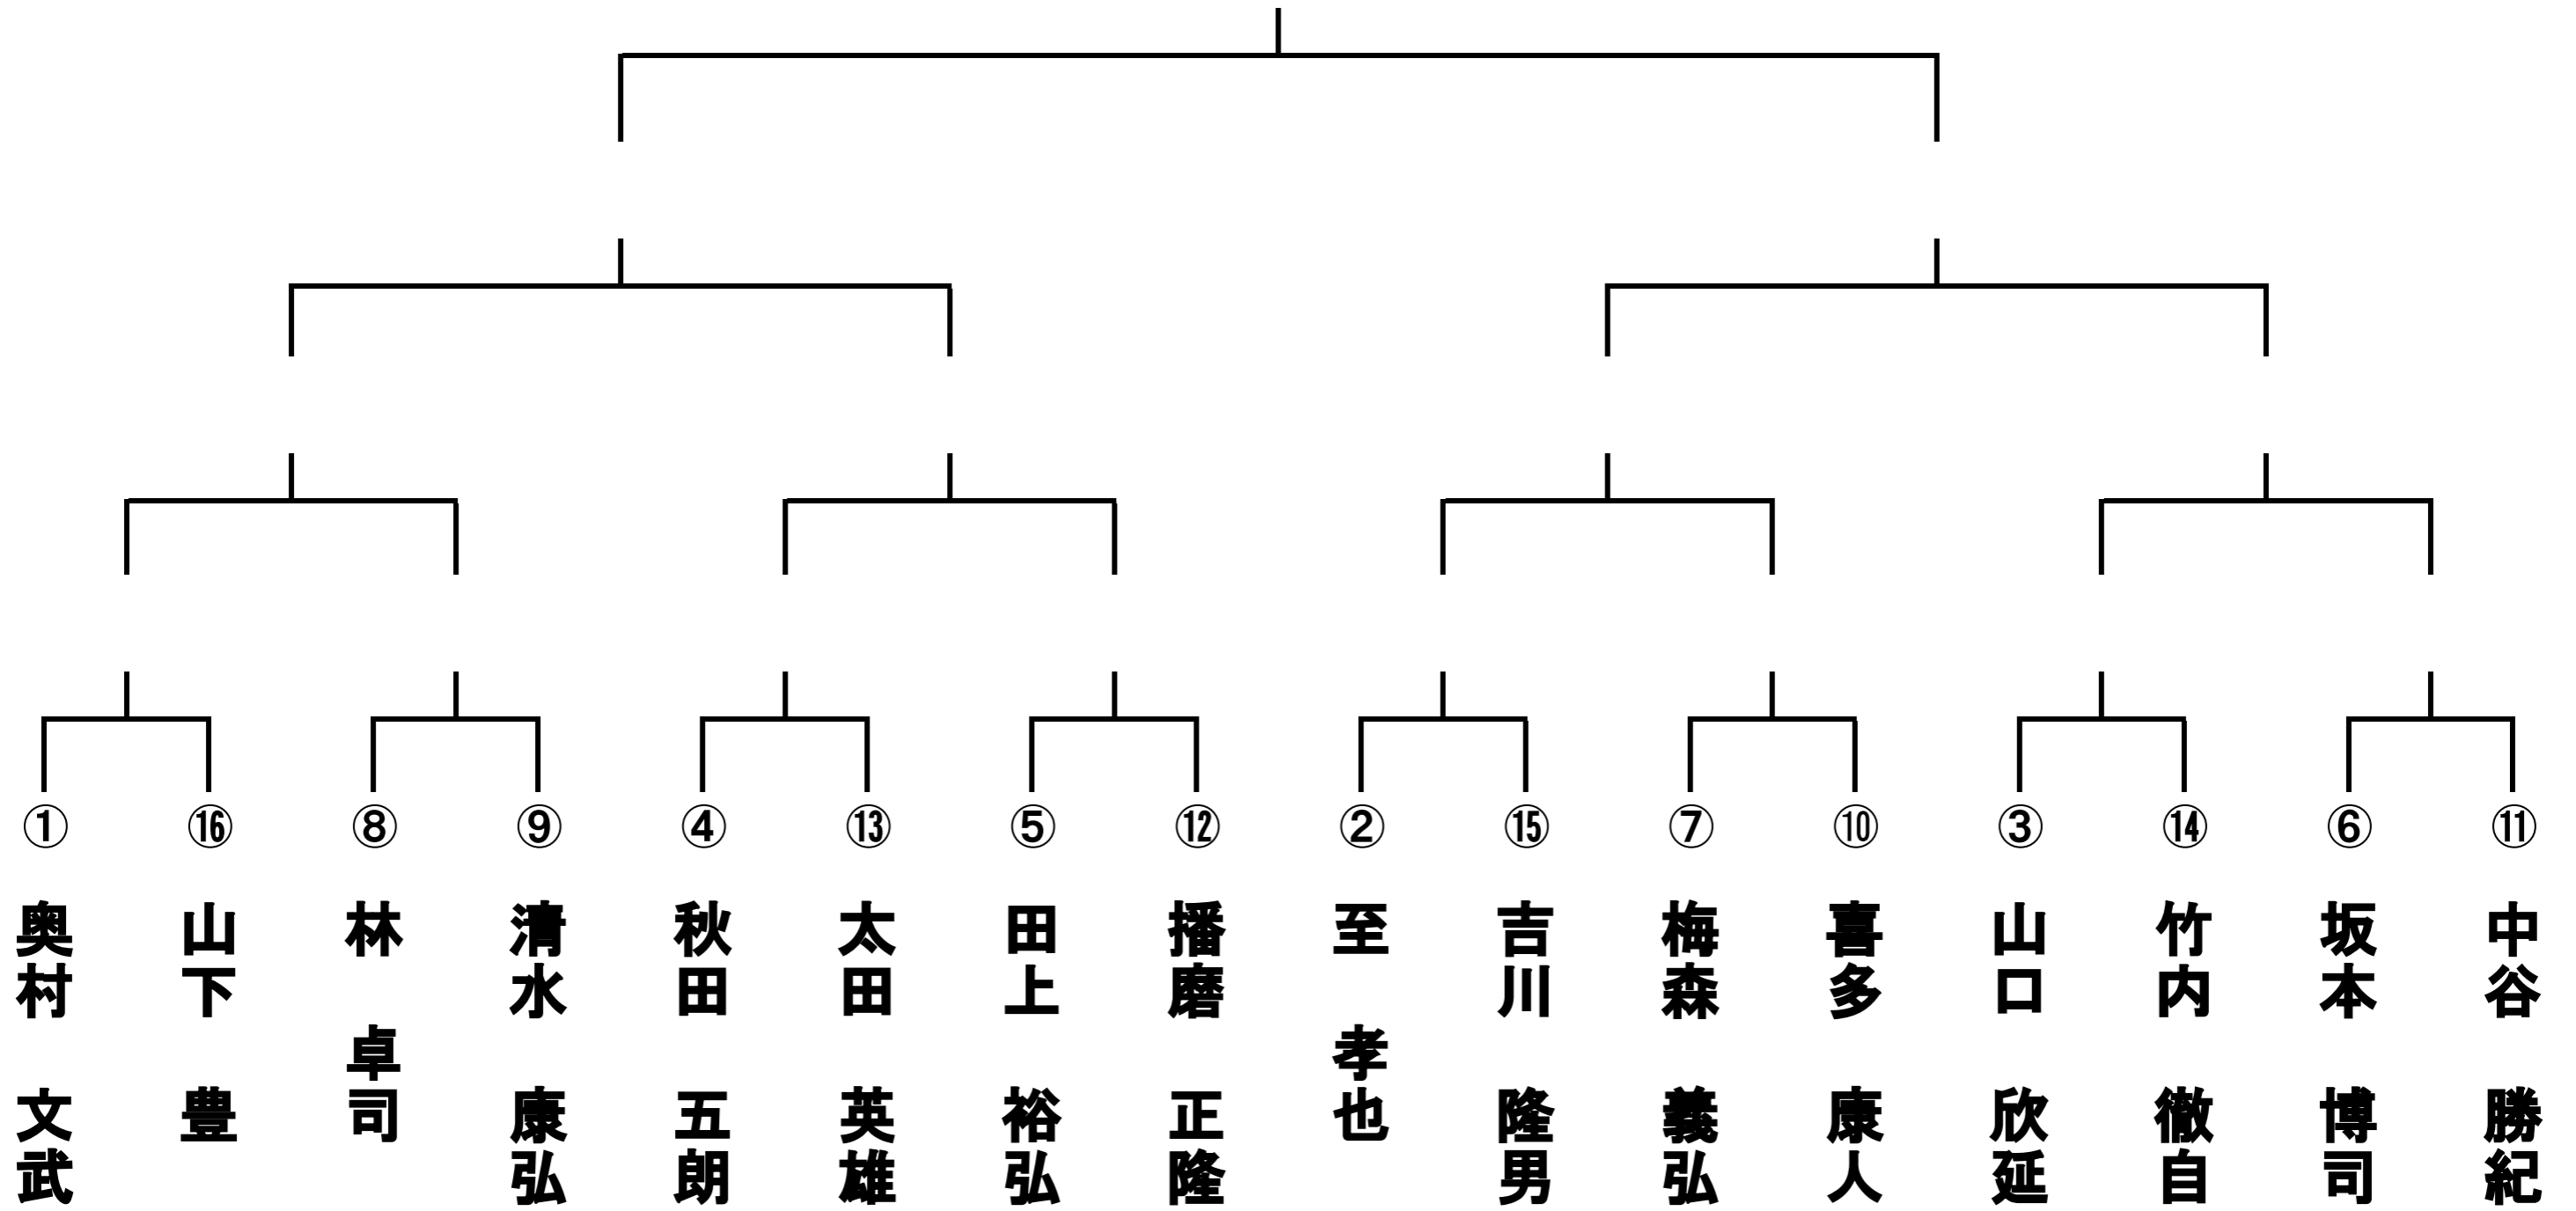 ① 奥村 文武
⑯ 山下 豊
⑧ 林 卓司
⑨ 清水 康弘
④ 秋田 五朗
⑬ 太田 英雄
⑤ 田上 裕弘
⑫ 播磨 正隆
② 至 孝也
⑮ 吉川 隆男
⑦ 梅森 義弘
⑩ 喜多 康人
③ 山口 欣延
⑭ 竹内 徹自
⑥ 坂本 博司
⑪ 中谷 勝紀